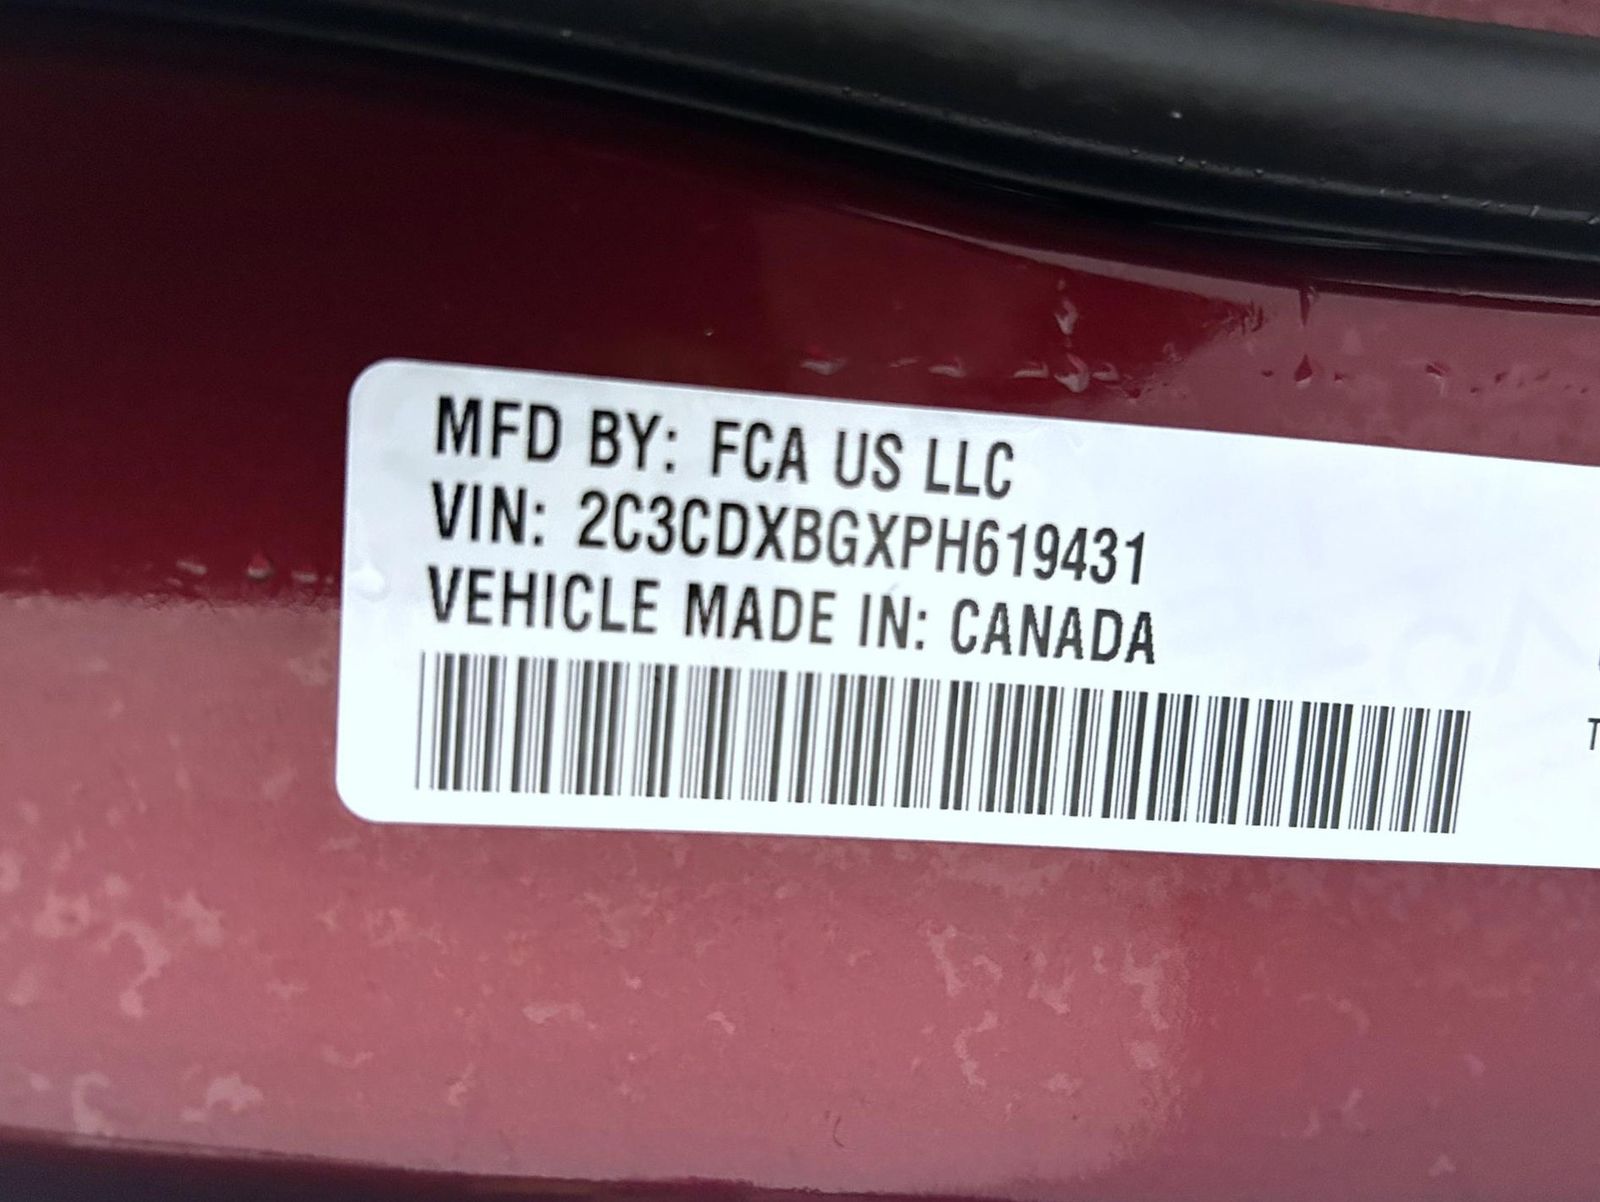 MFD BY: FCA US LLC
VIN: 2C3CDXBGXPH619431
VEHICLE MADE IN: CANADA
T